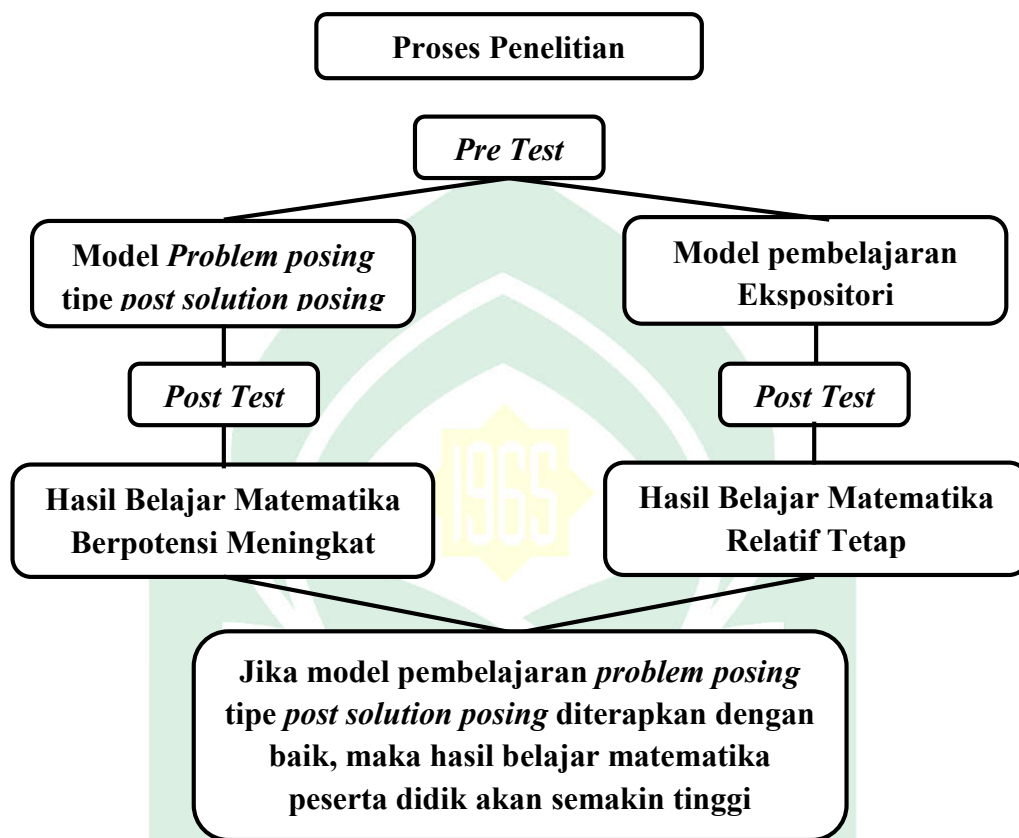 Proses Penelitian
Pre Test
Model Problem posing
tipe post solution posing
Model pembelajaran
Ekspositori
Post Test
Post Test
Hasil Belajar Matematika
Berpotensi Meningkat
Hasil Belajar Matematika
Relatif Tetap
1965
Jika model pembelajaran problem posing
tipe post solution posing diterapkan dengan
baik, maka hasil belajar matematika
peserta didik akan semakin tinggi